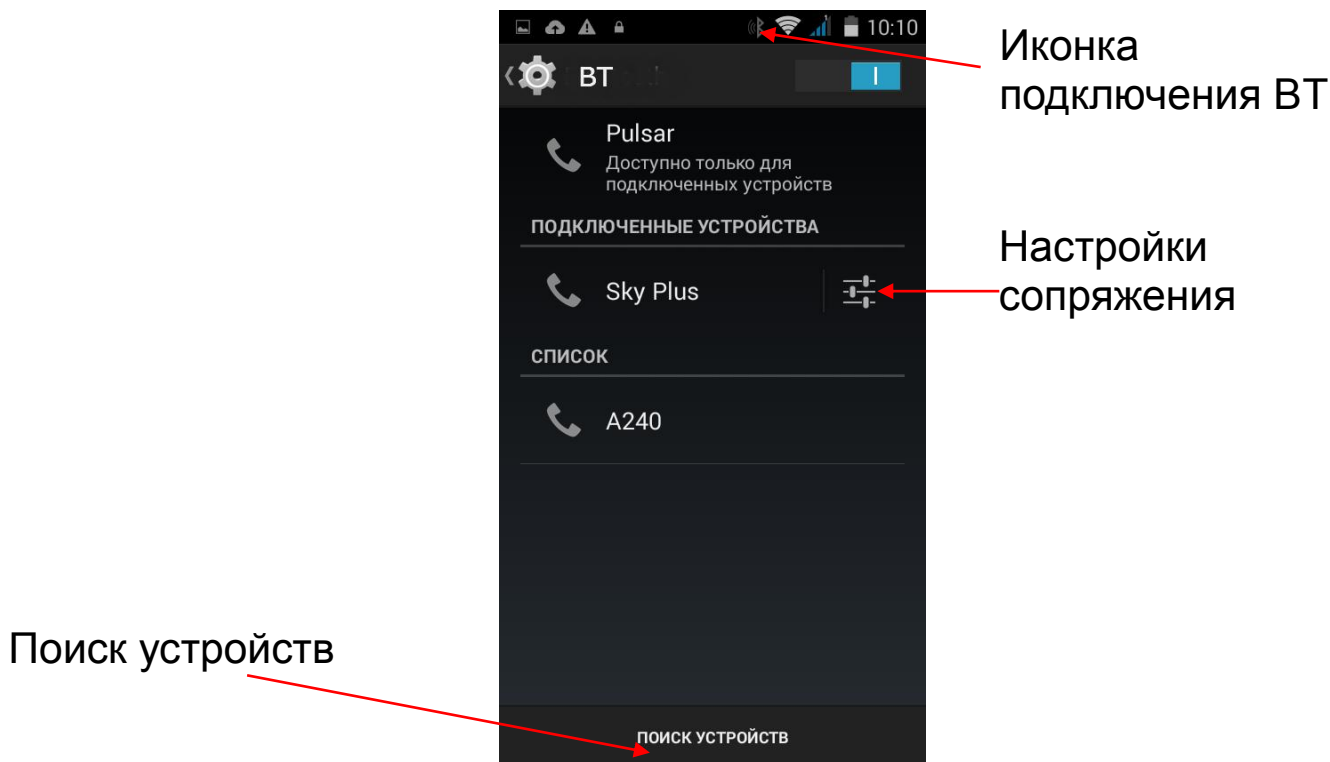 10:10
Иконка
подключения BT
BT
Pulsar
Доступно только для
подключенных устройств
ПОДКЛЮЧЕННЫЕ УСТРОЙСТВА
Настройки
сопряжения
Sky Plus
СПИСОК
A240
Поиск устройств
ПОИСК УСТРОЙСТВ